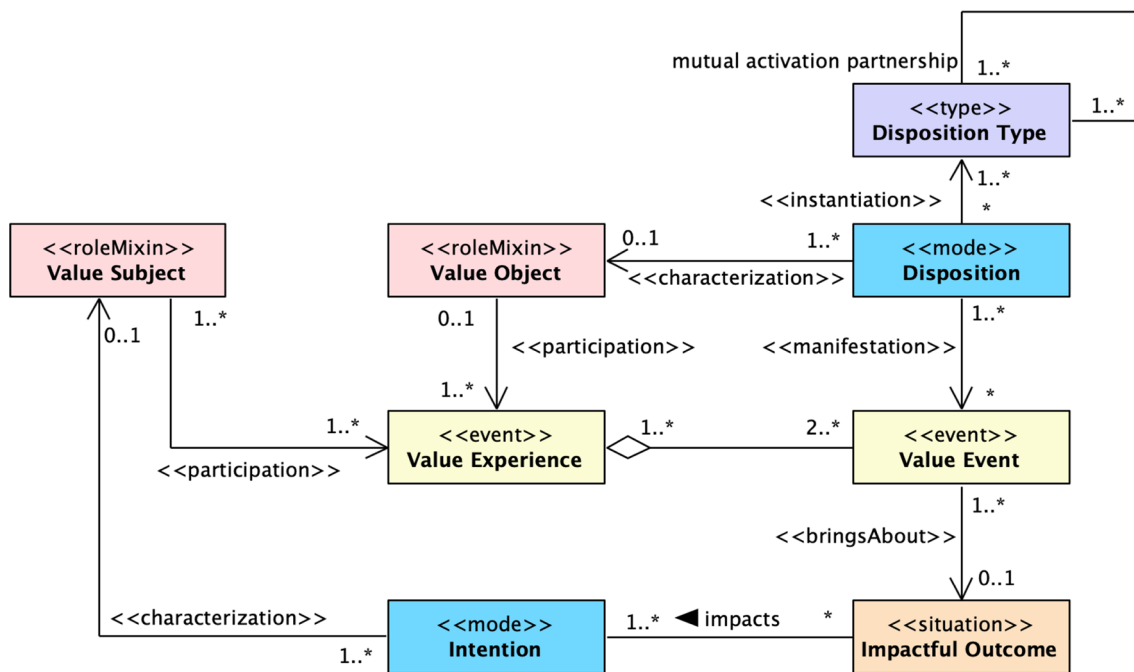 mutual activation partnership
1..*
<<type>>
Disposition Type
1..*
<<instantiation>>
1..*
*
<<roleMixin>>
Value Subject
<<roleMixin>>
Value Object
0..1
1..*
<<characterization>>
<<mode>>
Disposition
0..1
1..*
0..1
<<participation>>
1..*
<<manifestation>>
1..*
*
1..*
<<participation>>
<<event>>
Value Experience
1..*
2..*
<<event>>
Value Event
1..*
<<bringsAbout>>
0..1
<<characterization>>
1..*
<<mode>>
Intention
1..*
impacts
*
<<situation>>
Impactful Outcome